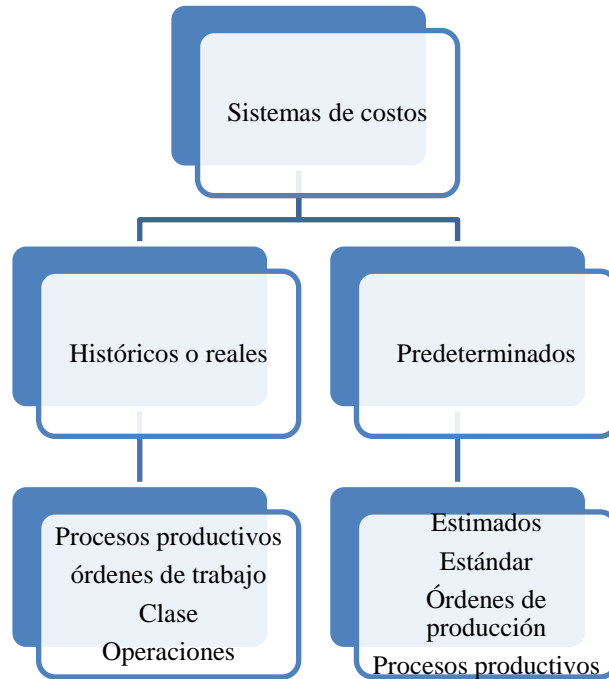 Sistemas de costos
Históricos o reales
Predeterminados
Procesos productivos
órdenes de trabajo
Clase
Operaciones
Estimados
Estándar
Órdenes de
producción
Procesos productivos